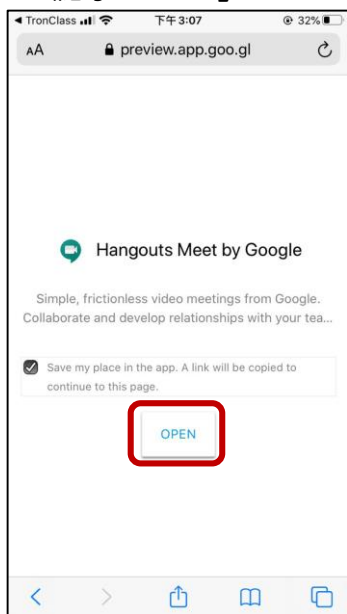 TronClass
下午3:07
32%
AA
preview.app.goo.gl
Hangouts Meet by Google
Simple, frictionless video meetings from Google.
Collaborate and develop relationships with your tea...
Save my place in the app. A link will be copied to
continue to this page.
OPEN